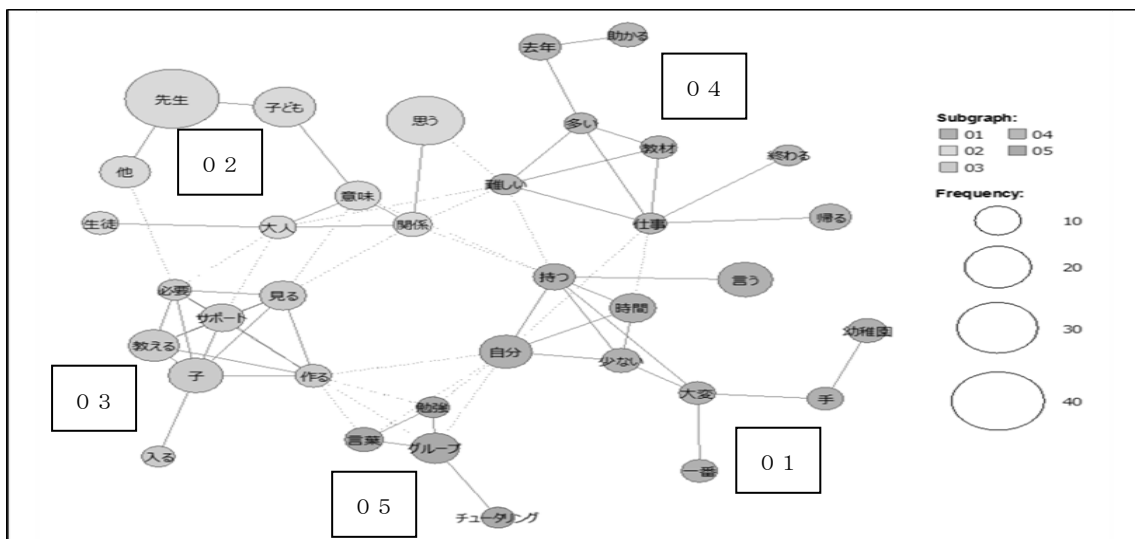 助かる
去年
０４
先生
子ども
思う
多い
教材
終わる
Subgraph:
01 04
02 05
03
０２
他
難しい
意味
仕事
帰る
Frequency:
10
20
30
40
生徒
大人
関係
持つ
言う
必要
見る
時間
サポート
教える
自分
少ない
幼稚園
子
作る
大変
手
０３
勉強
言葉
グループ
入る
一番
０１
０５
チュータリング